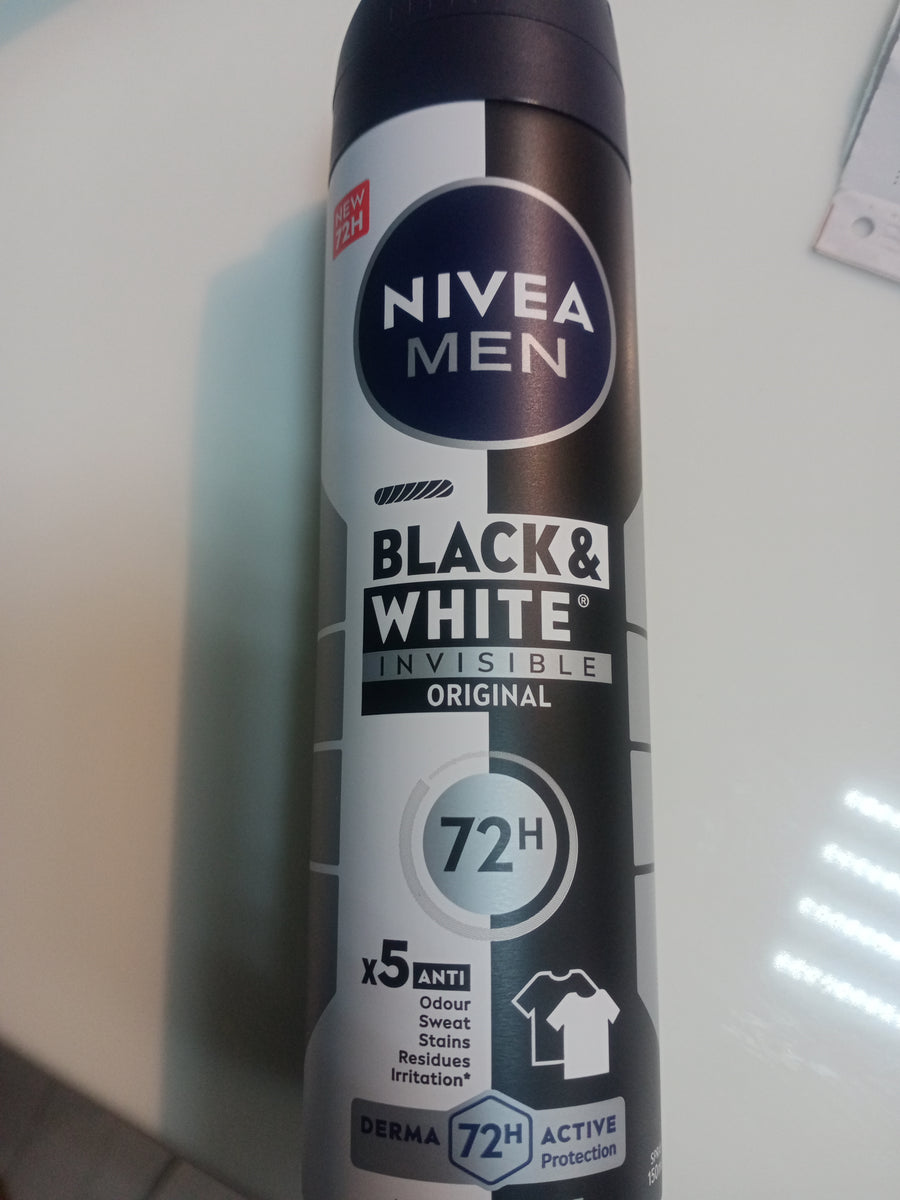 NEW
72H
NIVEA
MEN
BLACK &
WHITE®
INVISIBLE
ORIGINAL
72H
x5 ANTI
Odour
Sweat
Stains
Residues
Irritation*
DERMA 72H ACTIVE
Protection